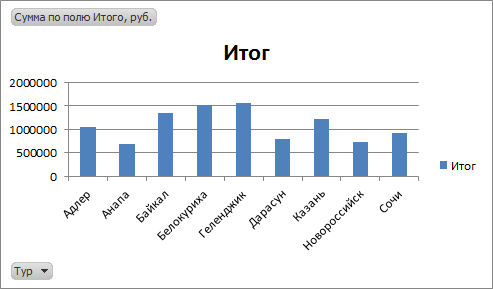 Сумма по полю Итого, руб.
Итог
2000000
1500000
1000000
500000
0
Адлер
Анапа
Байкал
Белокуриха
Геленджик
Дарасун
Казань
Новороссийск
Сочи
Итог
Тур